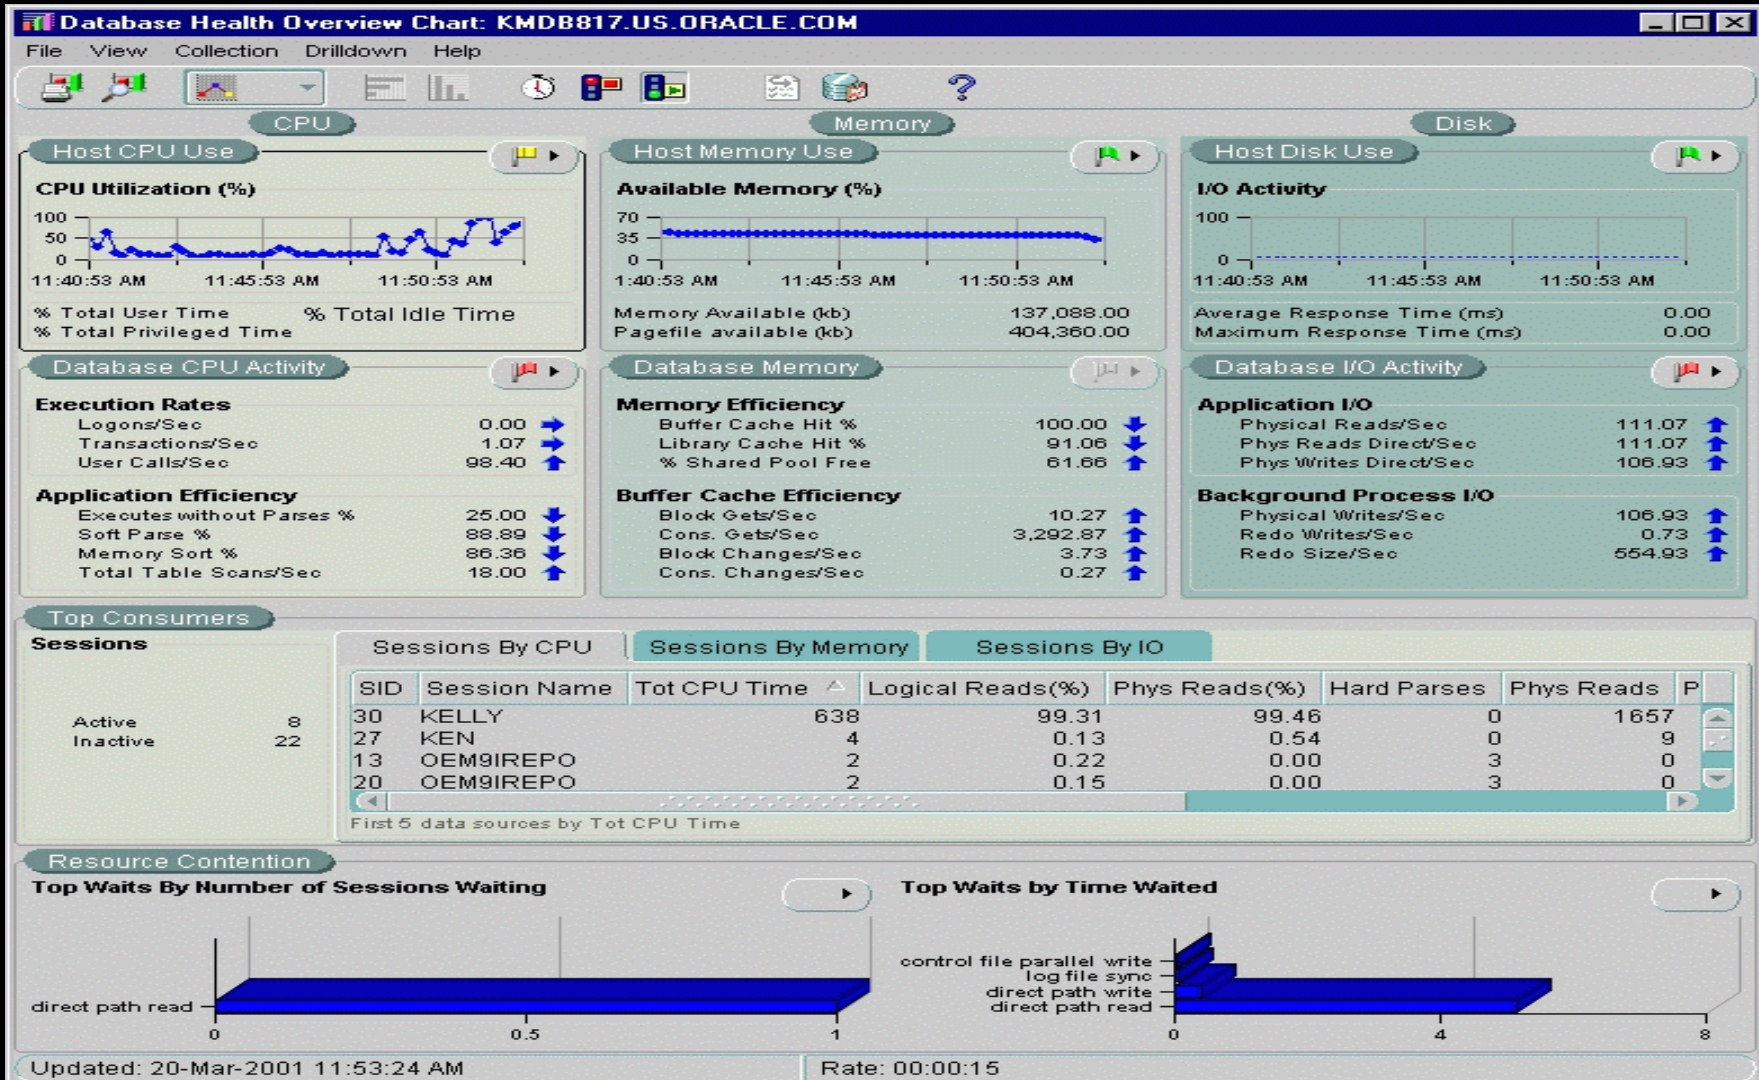 Database Health Overview Chart: KMDB817.US.ORACLE.COM
File View Collection Drilldown Help
CPU
Memory
Disk
Host CPU Use
CPU Utilization (%)
100
50
0
11:40:53 AM 11:45:53 AM 11:50:53 AM
% Total User Time % Total Idle Time
% Total Privileged Time
Host Memory Use
Available Memory (%)
70
35
0
1:40:53 AM 11:45:53 AM 11:50:53 AM
Memory Available (kb) 137,088.00
Pagefile available (kb) 404,360.00
Host Disk Use
I/O Activity
100
0
11:40:53 AM 11:45:53 AM 11:50:53 AM
Average Response Time (ms) 0.00
Maximum Response Time (ms) 0.00
Database CPU Activity
Execution Rates
Logons/Sec 0.00
Transactions/Sec 1.07
User Calls/Sec 98.40
Application Efficiency
Executes without Parses % 25.00
Soft Parse % 88.89
Memory Sort % 86.36
Total Table Scans/Sec 18.00
Database Memory
Memory Efficiency
Buffer Cache Hit % 100.00
Library Cache Hit % 91.06
% Shared Pool Free 61.66
Buffer Cache Efficiency
Block Gets/Sec 10.27
Cons. Gets/Sec 3,292.87
Block Changes/Sec 3.73
Cons. Changes/Sec 0.27
Database I/O Activity
Application I/O
Physical Reads/Sec 111.07
Phys Reads Direct/Sec 111.07
Phys Writes Direct/Sec 106.93
Background Process I/O
Physical Writes/Sec 106.93
Redo Writes/Sec 0.73
Redo Size/Sec 554.93
Top Consumers
Sessions
Active 8
Inactive 22
Sessions By CPU Sessions By Memory Sessions By IO
SID Session Name Tot CPU Time Logical Reads(%) Phys Reads(%) Hard Parses Phys Reads P
30 KELLY 638 99.31 99.46 0 1657
27 KEN 4 0.13 0.54 0 9
13 OEM9IREPO 2 0.22 0.00 3 0
20 OEM9IREPO 2 0.15 0.00 3 0
First 5 data sources by Tot CPU Time
Resource Contention
Top Waits By Number of Sessions Waiting
direct path read
0 0.5 1
Top Waits by Time Waited
control file parallel write
log file sync
direct path write
direct path read
0 4 8
Updated: 20-Mar-2001 11:53:24 AM
Rate: 00:00:15